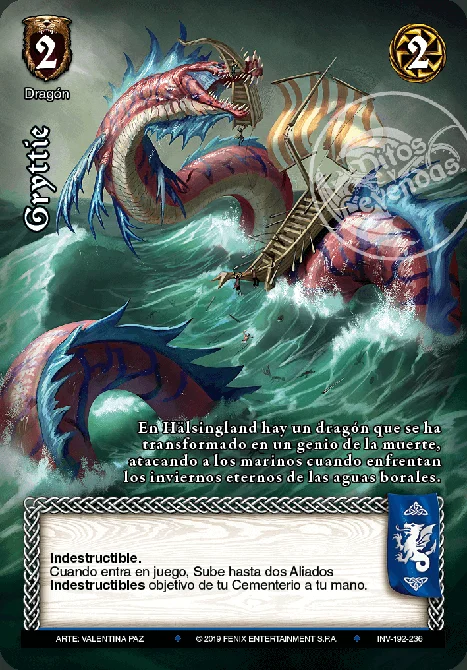 2
2
Dragón
Gryttie
Mitos
y
Leyendas.
En Hälsingland hay un dragón que se ha
transformado en un genio de la muerte,
atacando a los marinos cuando enfrentan
los inviernos eternos de las aguas borales.
Indestructible.
Cuando entra en juego, Sube hasta dos Aliados
Indestructibles objetivo de tu Cementerio a tu mano.
ARTE: VALENTINA PAZ
© 2019 FENIX ENTERTAINMENT S.P.A.
INV-192-236